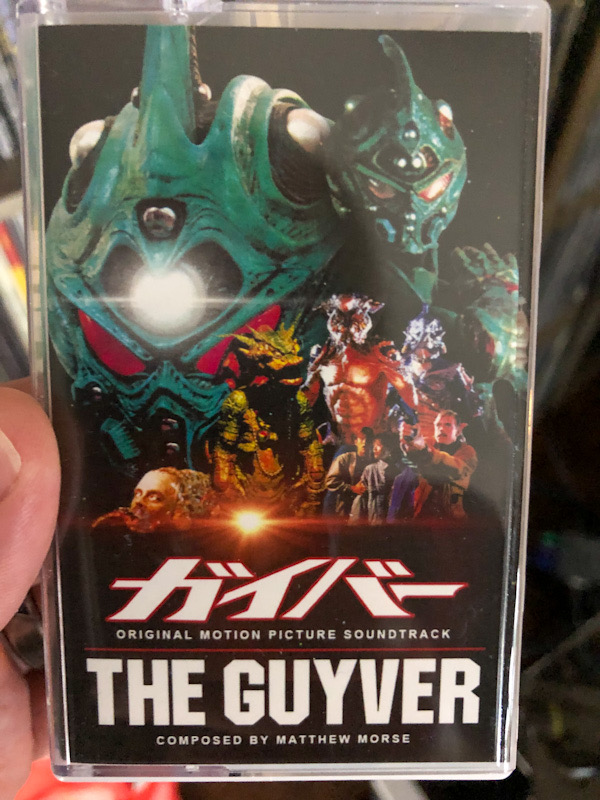 ガイバー
ORIGINAL MOTION PICTURE SOUNDTRACK
THE GUYVER
COMPOSED BY MATTHEW MORSE